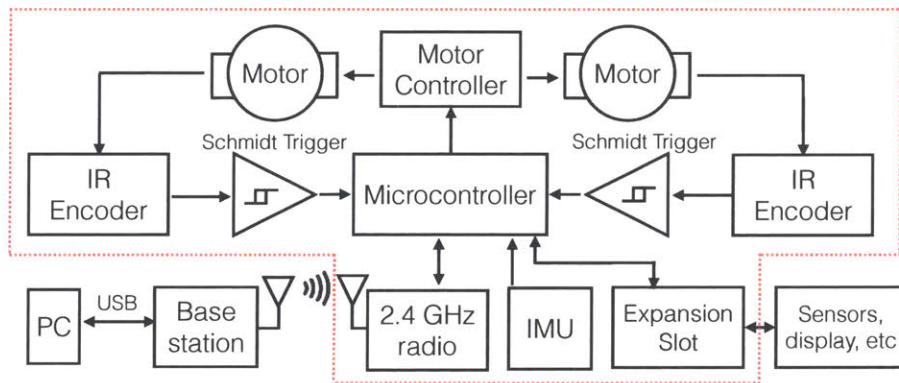 Motor
Motor
Controller
Motor
Schmidt Trigger
Schmidt Trigger
IR
Encoder
Microcontroller
IR
Encoder
PC
USB
Base
station
2.4 GHz
radio
IMU
Expansion
Slot
Sensors,
display, etc